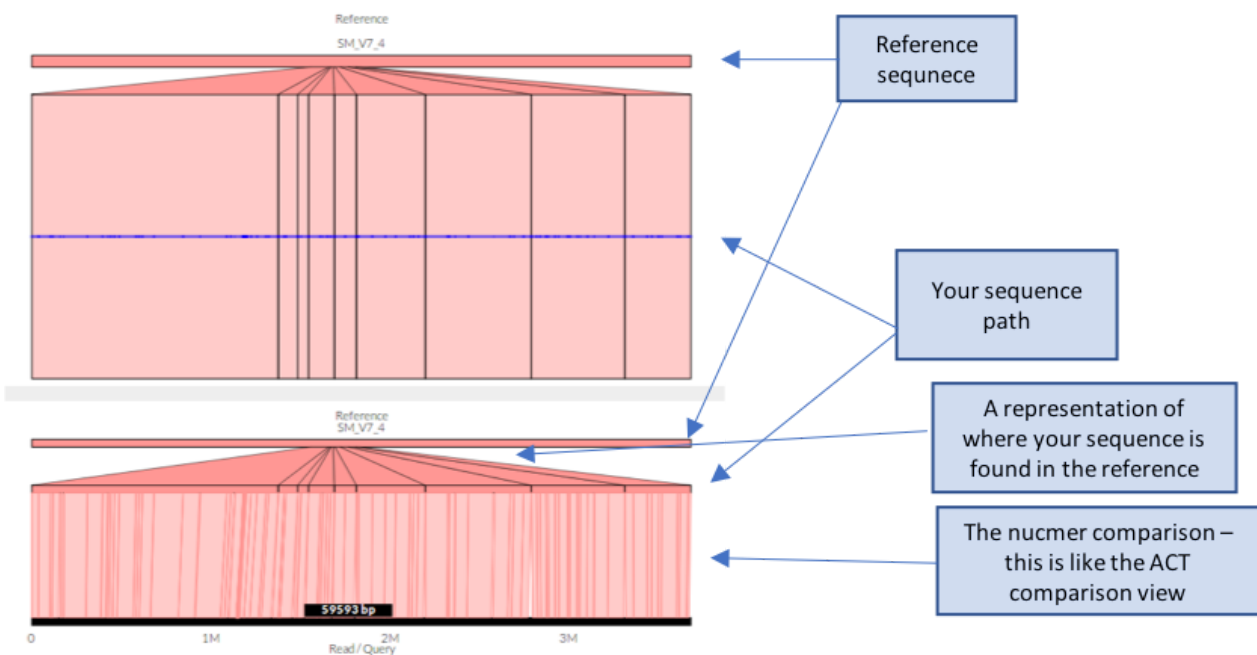 Reference
SM_V7_4
Reference
sequnece
Your sequence
path
Reference
SM_V7_4
A representation of
where your sequence is
found in the reference
The nucmer comparison –
this is like the ACT
comparison view
59593 bp
0
1M
2M
3M
Read / Query